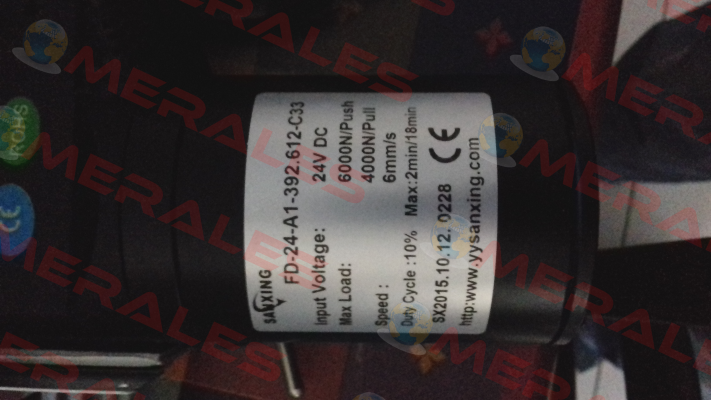 SANXING
FD-24-A1-392.612-C33
Input Voltage: 24V DC
Max Load: 6000N/Push
4000N/Pull
Speed : 6mm/s
Duty Cycle :10% Max:2min/18min
SX2015.10.12. 0228 CE
http:www.yysanxing.com
ROHS
CE
MERALES
MERALES
MERALES
MERALES
MERALES